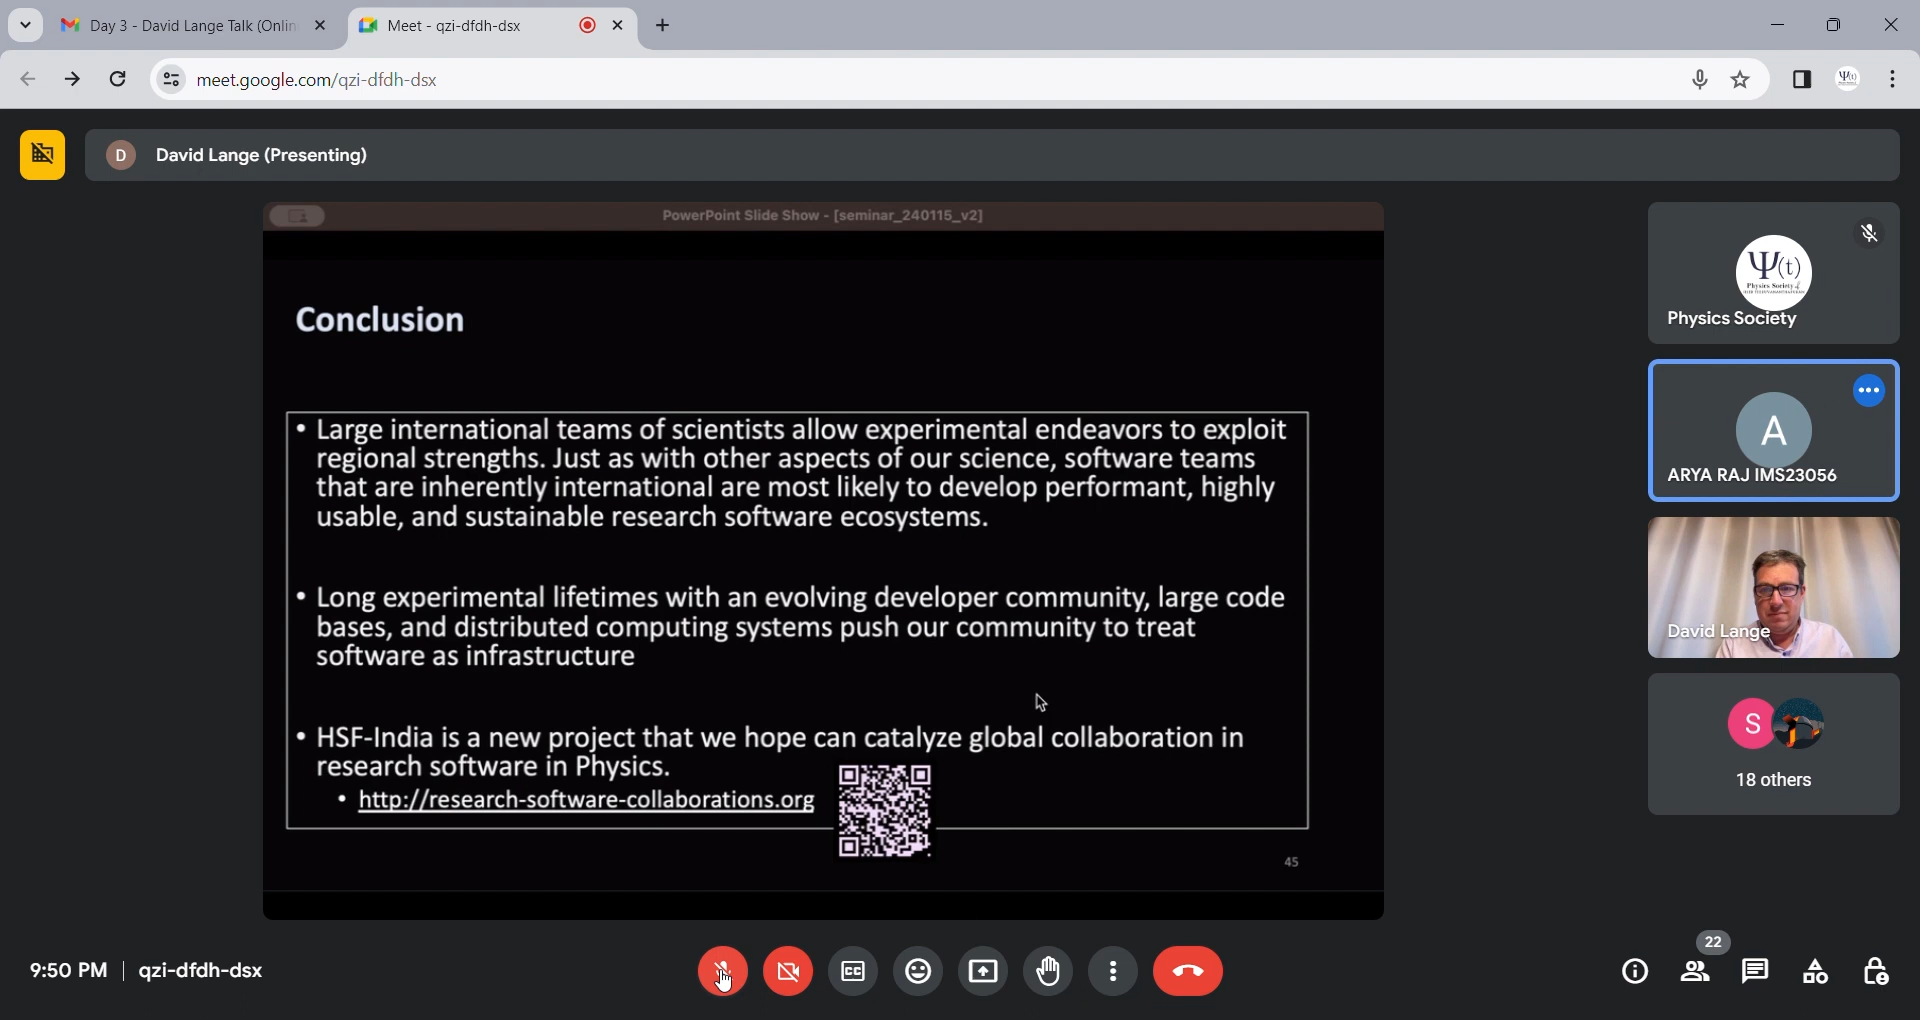 Day 3 - David Lange Talk (Onlin
Meet - qzi-dfdh-dsx
meet.google.com/qzi-dfdh-dsx
D
David Lange (Presenting)
PowerPoint Slide Show - [seminar_240115_v2]
Conclusion
• Large international teams of scientists allow experimental endeavors to exploit
regional strengths. Just as with other aspects of our science, software teams
that are inherently international are most likely to develop performant, highly
usable, and sustainable research software ecosystems.
• Long experimental lifetimes with an evolving developer community, large code
bases, and distributed computing systems push our community to treat
software as infrastructure
• HSF-India is a new project that we hope can catalyze global collaboration in
research software in Physics.
• http://research-software-collaborations.org
45
Ψ(t)
Physics Society of
Physics Society
A
ARYA RAJ IMS23056
David Lange
S
18 others
9:50 PM | qzi-dfdh-dsx
CC
22